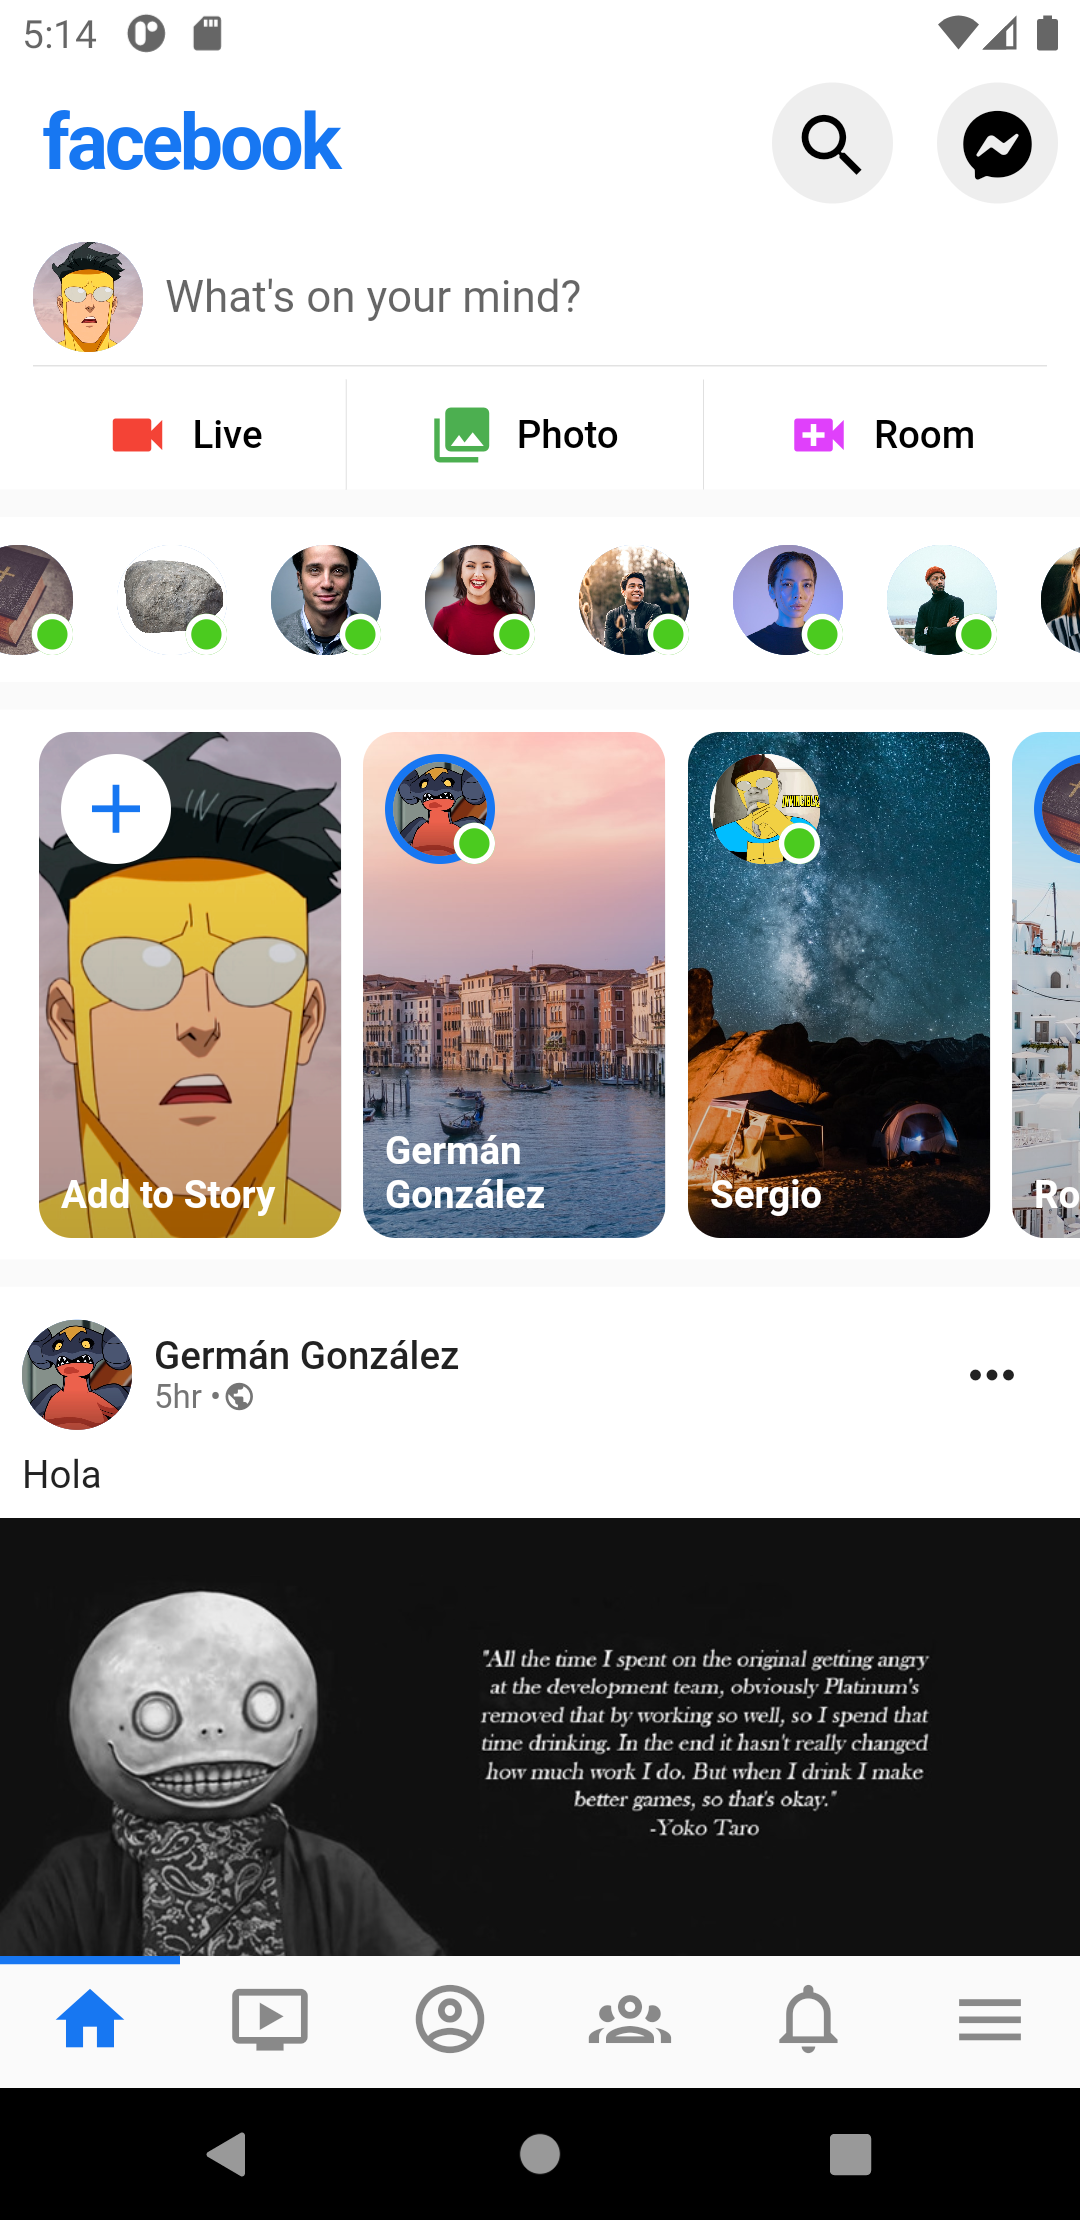 5:14
facebook
What's on your mind?
Live
Photo
Room
Add to Story
Germán
González
Sergio
Ro
Germán González
5hr •
Hola
"All the time I spent on the original getting angry
at the development team, obviously Platinum's
removed that by working so well, so I spend that
time drinking. In the end it hasn't really changed
how much work I do. But when I drink I make
better games, so that's okay."
-Yoko Taro